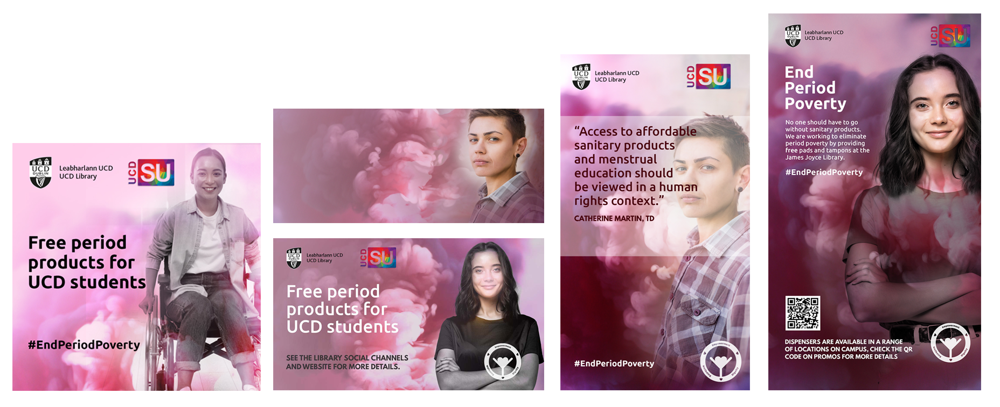 UCD
DUBLIN
Leabharlann UCD
UCD Library
UCD
SU
Free period
products for
UCD students
#EndPeriodPoverty
UCD
DUBLIN
Leabharlann UCD
UCD Library
UCD
SU
Free period
products for
UCD students
SEE THE LIBRARY SOCIAL CHANNELS
AND WEBSITE FOR MORE DETAILS.
Empowerment
Wellbeing
Dignity
UCD
DUBLIN
Leabharlann UCD
UCD Library
UCD
SU
“Access to affordable
sanitary products
and menstrual
education should
be viewed in a human
rights context.”
CATHERINE MARTIN, TD
#EndPeriodPoverty
Empowerment
Wellbeing
Dignity
UCD
DUBLIN
Leabharlann UCD
UCD Library
UCD
SU
End
Period
Poverty
No one should have to go
without sanitary products.
We are working to eliminate
period poverty by providing
free pads and tampons at the
James Joyce Library.
#EndPeriodPoverty
DISPENSERS ARE AVAILABLE IN A RANGE
OF LOCATIONS ON CAMPUS, CHECK THE QR
CODE ON PROMOS FOR MORE DETAILS
Empowerment
Wellbeing
Dignity